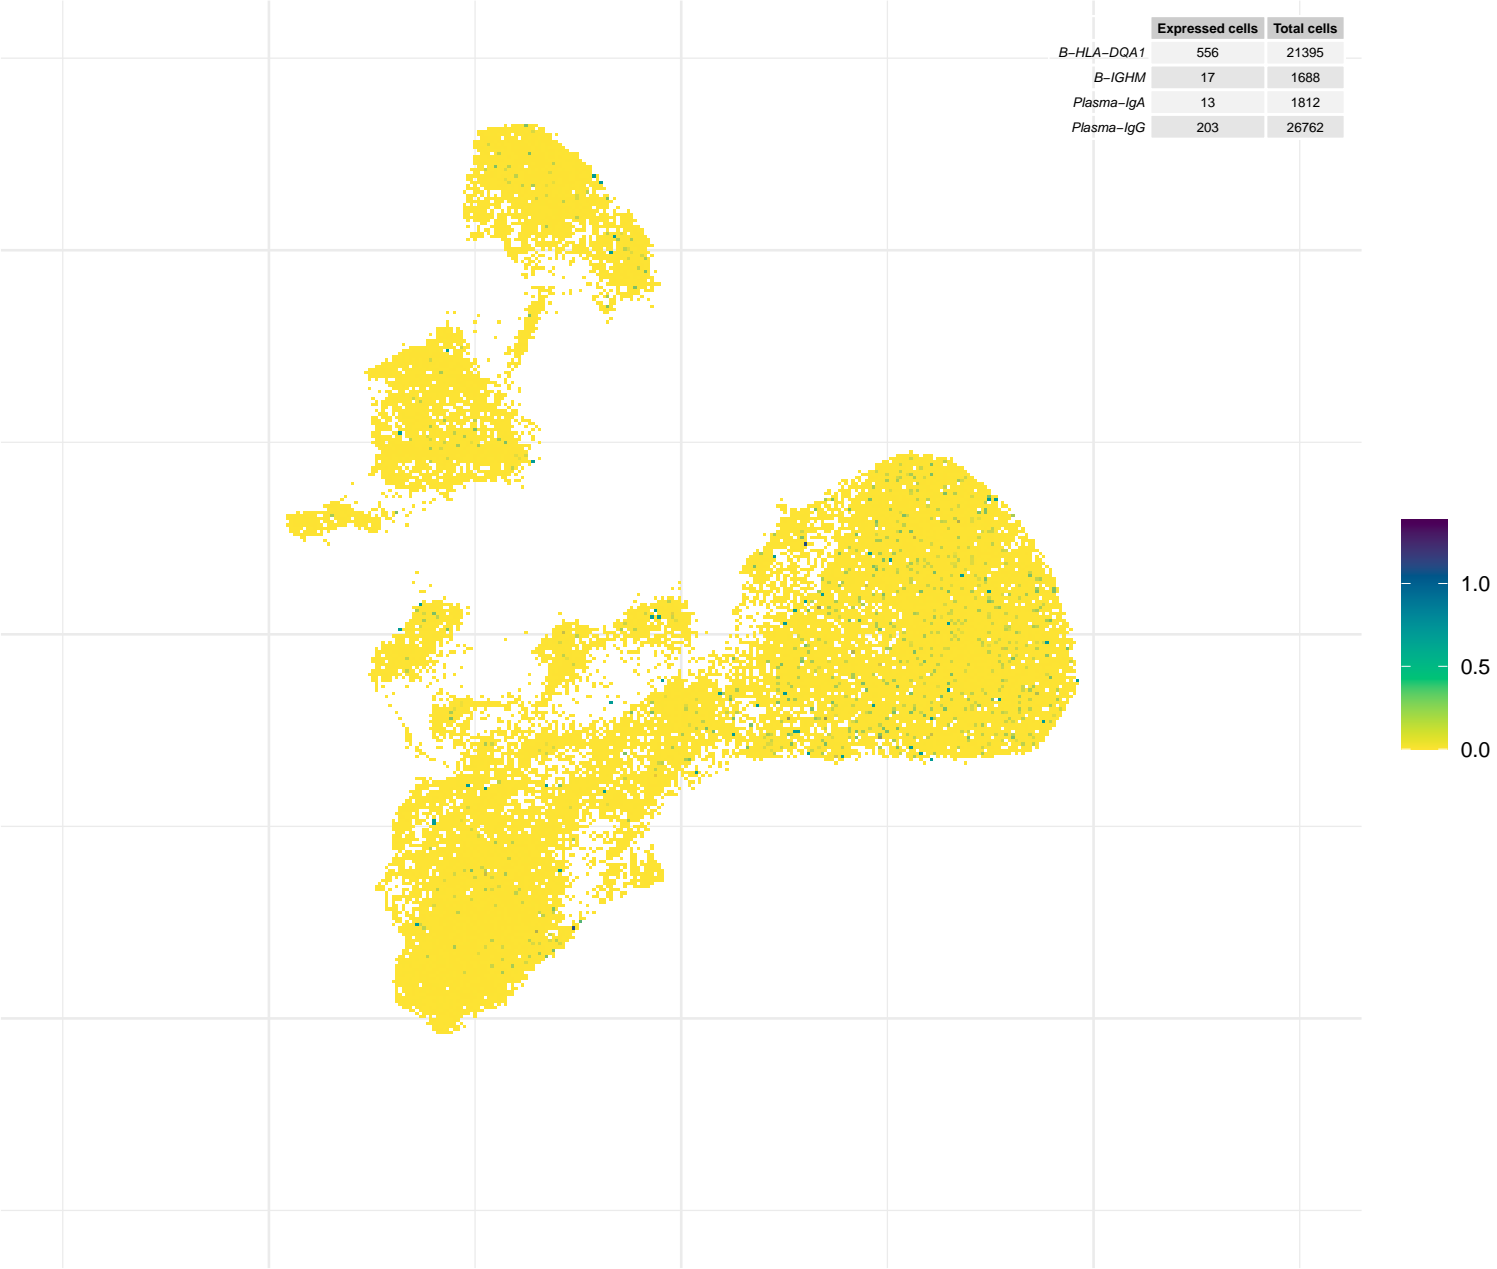 Expressed cells Total cells
B−HLA−DQA1 556 21395
B−IGHM 17 1688
Plasma−IgA 13 1812
Plasma−IgG 203 26762
1.0
0.5
0.0